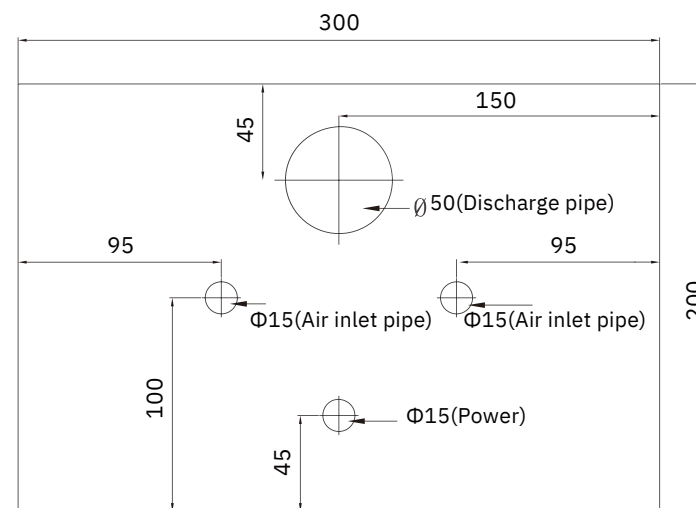 300
150
45
Ø50(Discharge pipe)
95
95
200
Φ15(Air inlet pipe)
Φ15(Air inlet pipe)
100
Φ15(Power)
45